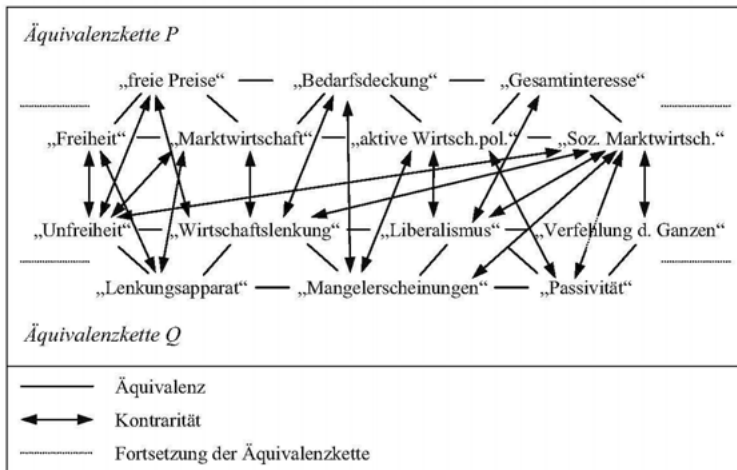 Äquivalenzkette P
„freie Preise“ „Bedarfsdeckung“ „Gesamtinteresse“
„Freiheit“ „Marktwirtschaft“ „aktive Wirtsch.pol.“ „Soz. Marktwirtsch.“
„Unfreiheit“ „Wirtschaftslenkung“ „Liberalismus“ „Verfehlung d. Ganzen“
„Lenkungsapparat“ „Mangelerscheinungen“ „Passivität“
Äquivalenzkette Q
Äquivalenz
Kontrarität
Fortsetzung der Äquivalenzkette